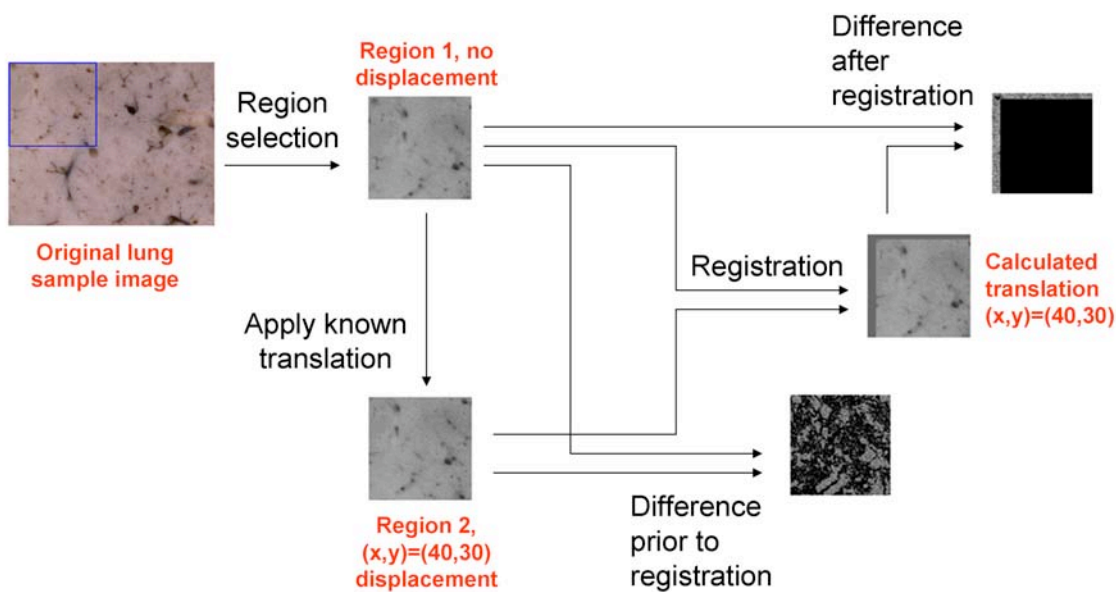 Region 1, no
displacement
Difference
after
registration
Region
selection
Original lung
sample image
Registration
Calculated
translation
(x,y)=(40,30)
Apply known
translation
Region 2,
(x,y)=(40,30)
displacement
Difference
prior to
registration